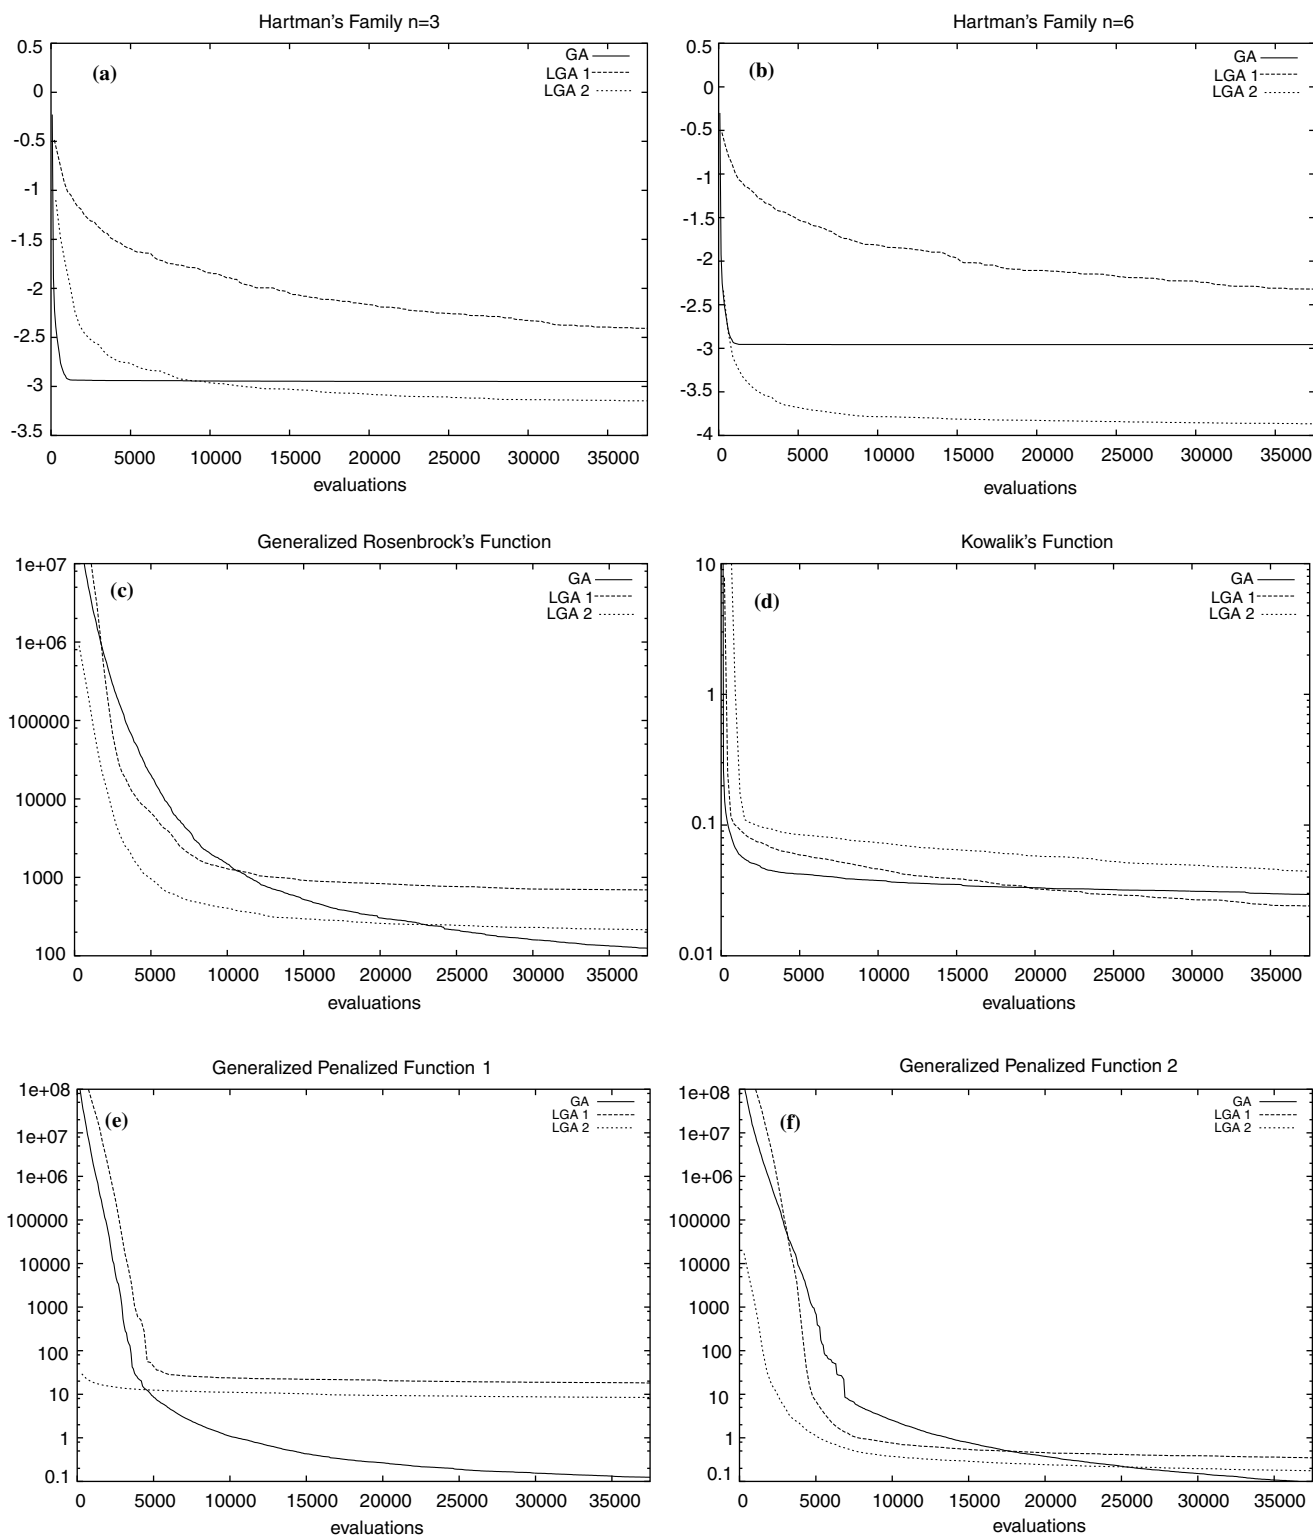 Hartman's Family n=3
(a)
GA
LGA 1
LGA 2
0.5
0
-0.5
-1
-1.5
-2
-2.5
-3
-3.5
0 5000 10000 15000 20000 25000 30000 35000
evaluations
Hartman's Family n=6
(b)
GA
LGA 1
LGA 2
0.5
0
-0.5
-1
-1.5
-2
-2.5
-3
-3.5
-4
0 5000 10000 15000 20000 25000 30000 35000
evaluations
Generalized Rosenbrock's Function
(c)
GA
LGA 1
LGA 2
1e+07
1e+06
100000
10000
1000
100
0 5000 10000 15000 20000 25000 30000 35000
evaluations
Kowalik's Function
(d)
GA
LGA 1
LGA 2
10
1
0.1
0.01
0 5000 10000 15000 20000 25000 30000 35000
evaluations
Generalized Penalized Function 1
(e)
GA
LGA 1
LGA 2
1e+08
1e+07
1e+06
100000
10000
1000
100
10
1
0.1
0 5000 10000 15000 20000 25000 30000 35000
evaluations
Generalized Penalized Function 2
(f)
GA
LGA 1
LGA 2
1e+08
1e+07
1e+06
100000
10000
1000
100
10
1
0.1
0 5000 10000 15000 20000 25000 30000 35000
evaluations